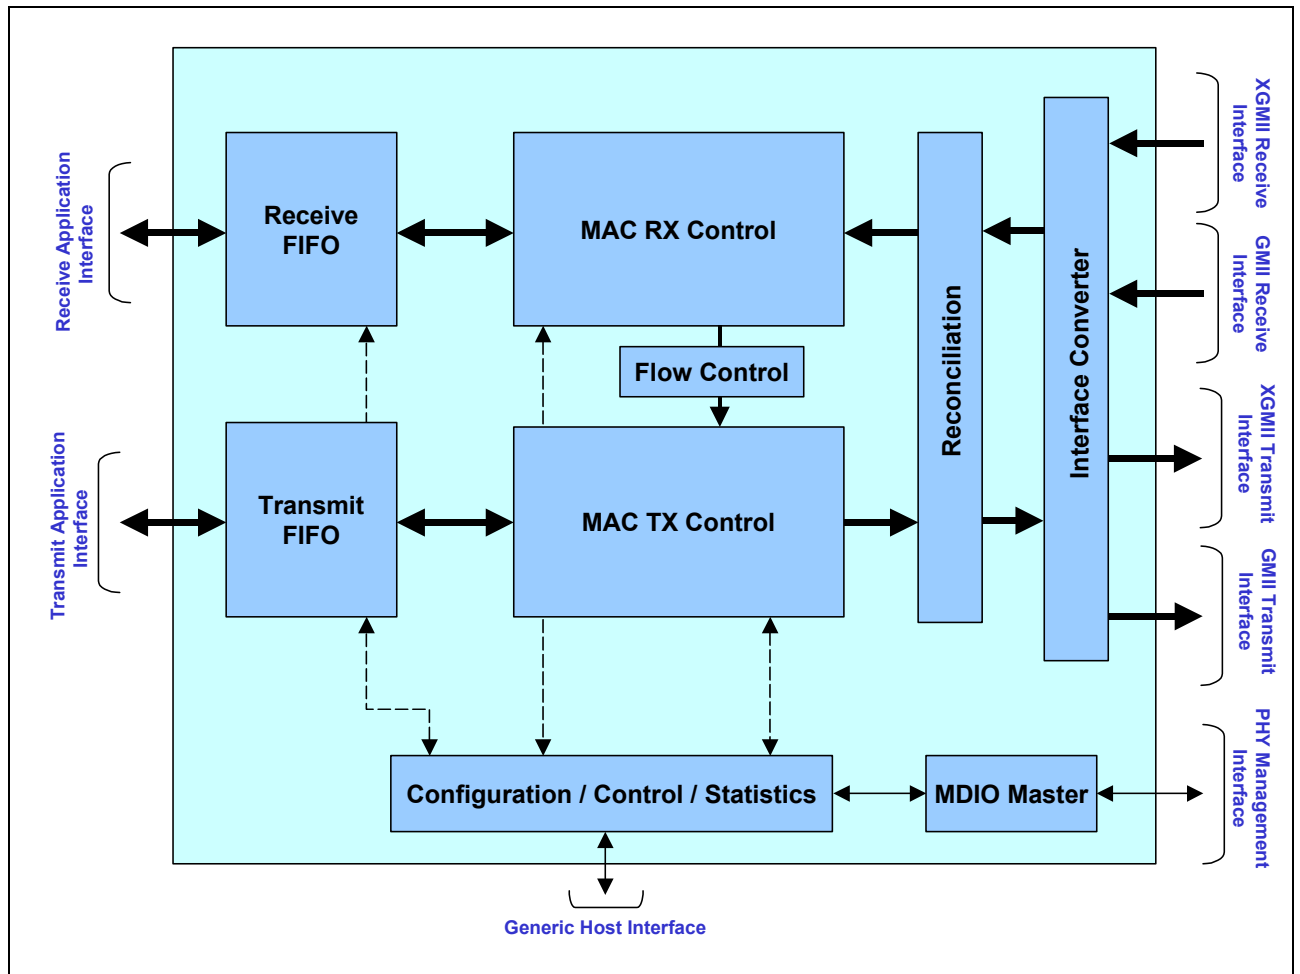 XGMII Receive
Interface
Receive Application
Interface
Receive
FIFO
MAC RX Control
GMII Receive
Interface
Flow Control
Reconciliation
Interface Converter
XGMII Transmit
Interface
Transmit Application
Interface
Transmit
FIFO
MAC TX Control
GMII Transmit
Interface
Configuration / Control / Statistics
MDIO Master
PHY Management
Interface
Generic Host Interface